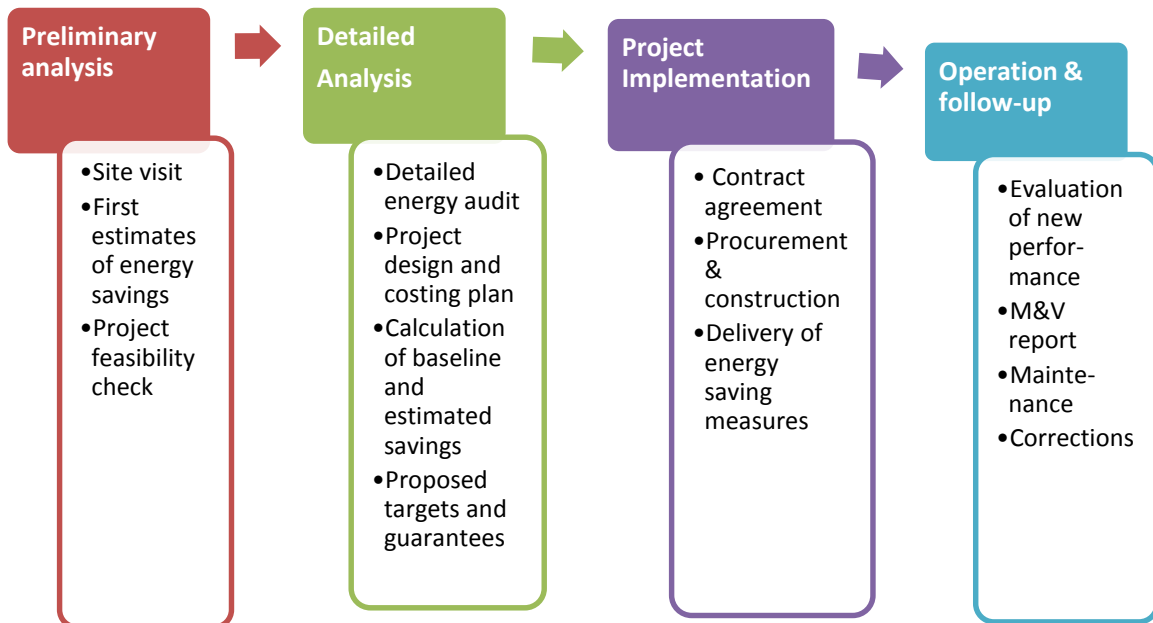 Preliminary
analysis
•Site visit
•First
estimates
of energy
savings
•Project
feasibility
check
Detailed
Analysis
•Detailed
energy audit
•Project
design and
costing plan
•Calculation
of baseline
and
estimated
savings
•Proposed
targets and
guarantees
Project
Implementation
• Contract
agreement
•Procurement
&
construction
•Delivery of
energy
saving
measures
Operation &
follow-up
•Evaluation
of new
perfor-
mance
•M&V
report
•Mainte-
nance
•Corrections